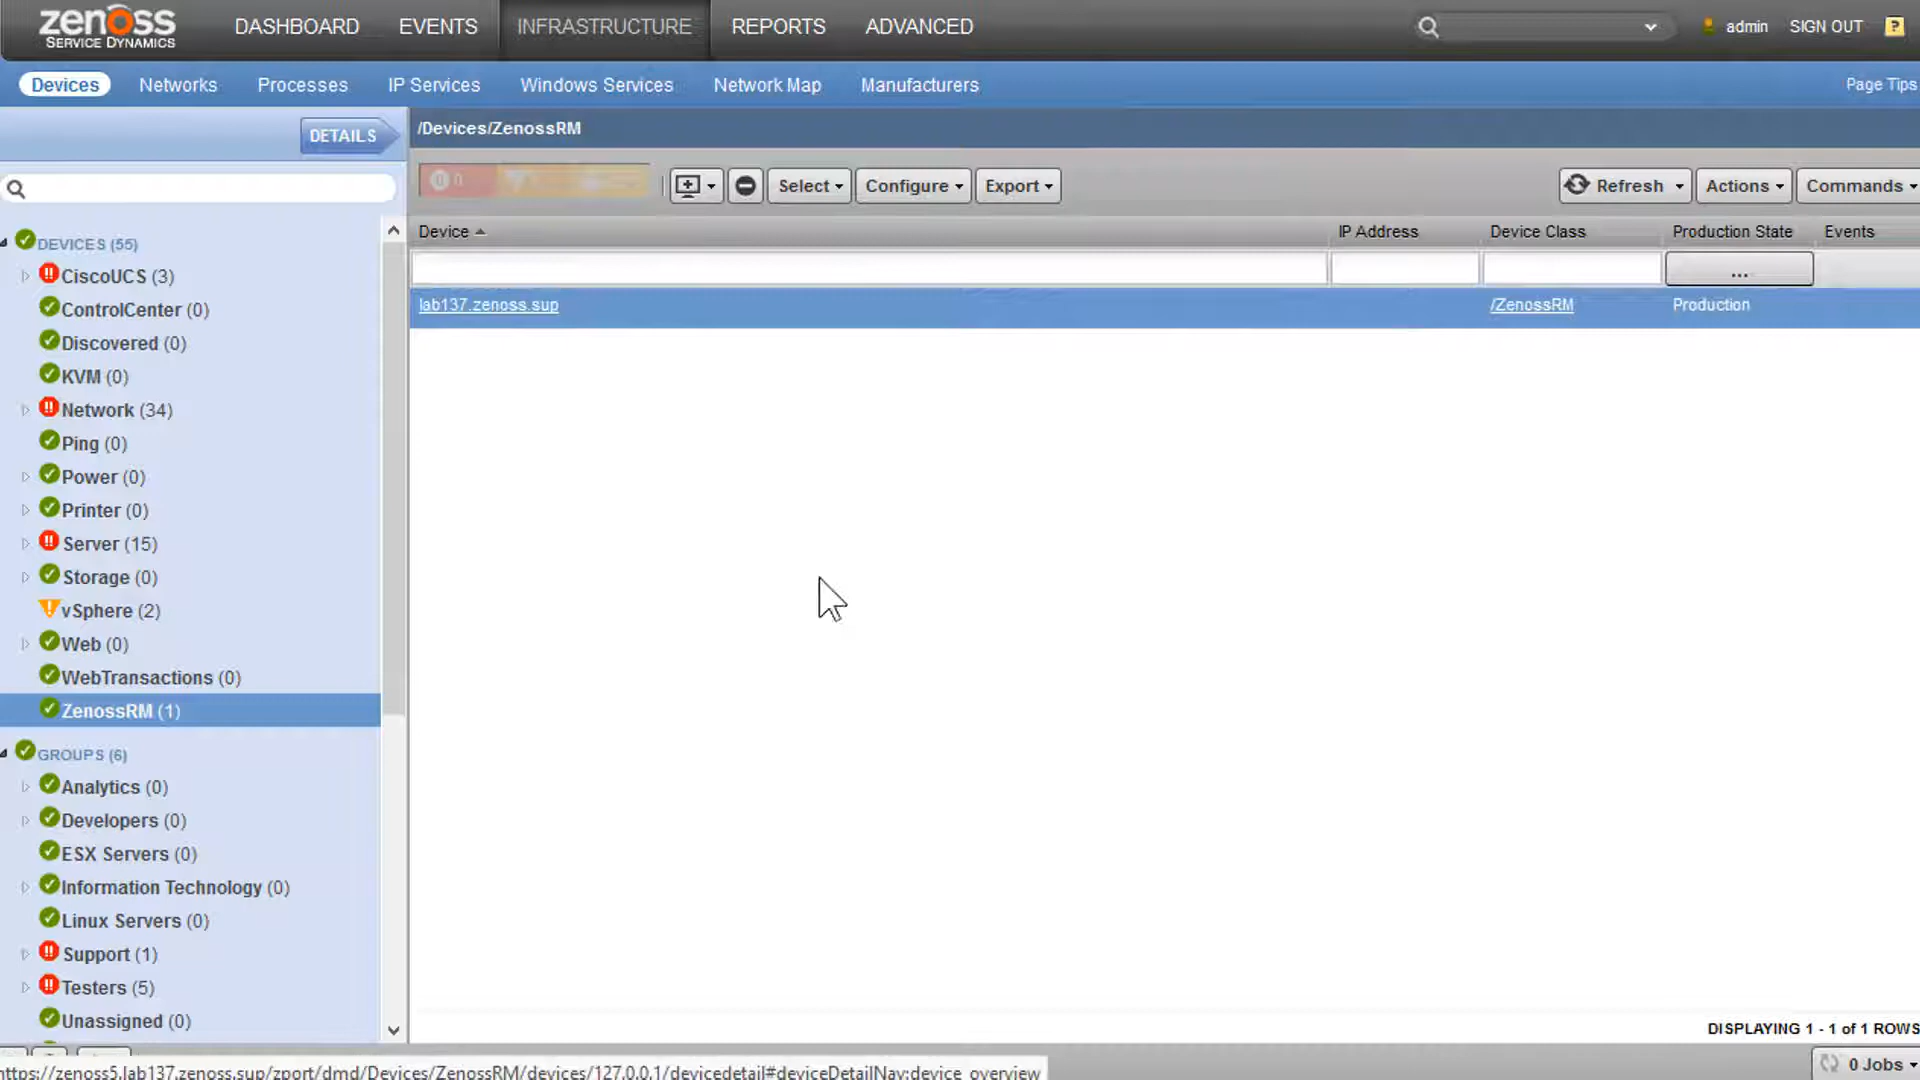 zenoss
SERVICE DYNAMICS
DASHBOARD EVENTS INFRASTRUCTURE REPORTS ADVANCED
admin SIGN OUT ?
Devices Networks Processes IP Services Windows Services Network Map Manufacturers
Page Tips
DETAILS
/Devices/ZenossRM
0
Select Configure Export
Refresh Actions Commands
Device IP Address Device Class Production State Events
...
lab137.zenoss.sup /ZenossRM Production
DEVICES (55)
CiscoUCS (3)
ControlCenter (0)
Discovered (0)
KVM (0)
Network (34)
Ping (0)
Power (0)
Printer (0)
Server (15)
Storage (0)
vSphere (2)
Web (0)
WebTransactions (0)
ZenossRM (1)
GROUPS (6)
Analytics (0)
Developers (0)
ESX Servers (0)
Information Technology (0)
Linux Servers (0)
Support (1)
Testers (5)
Unassigned (0)
DISPLAYING 1 - 1 of 1 ROWS
https://zenoss5.lab137.zenoss.sup/zport/dmd/Devices/ZenossRM/devices/127.0.0.1/devicedetail#deviceDetailNav:device_overview
0 Jobs